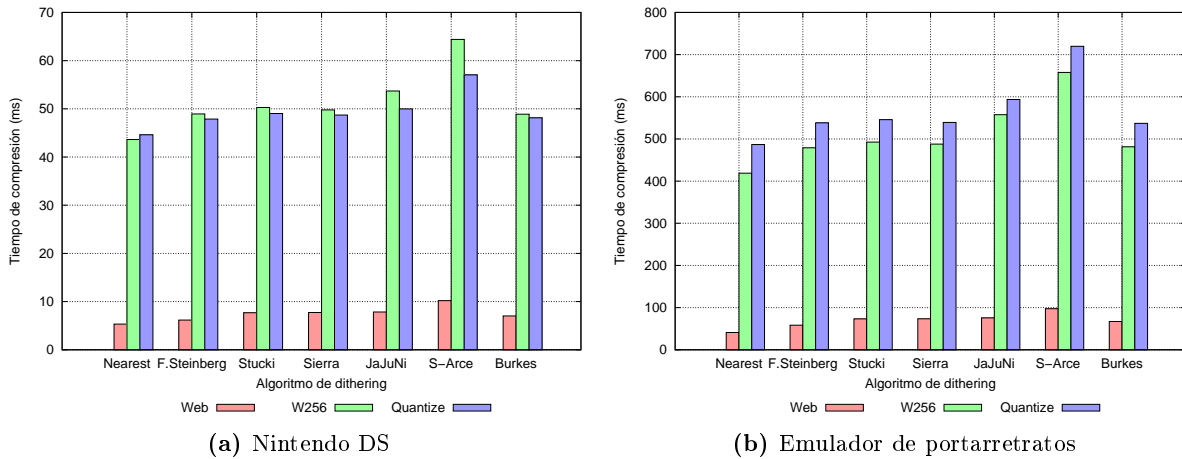 70
60
50
40
30
20
10
0
Tiempo de compresión (ms)
Nearest F.Steinberg Stucki Sierra JaJuNi S-Arce Burkes
Algoritmo de dithering
Web W256 Quantize
(a) Nintendo DS
800
700
600
500
400
300
200
100
0
Tiempo de compresión (ms)
Nearest F.Steinberg Stucki Sierra JaJuNi S-Arce Burkes
Algoritmo de dithering
Web W256 Quantize
(b) Emulador de portarretratos